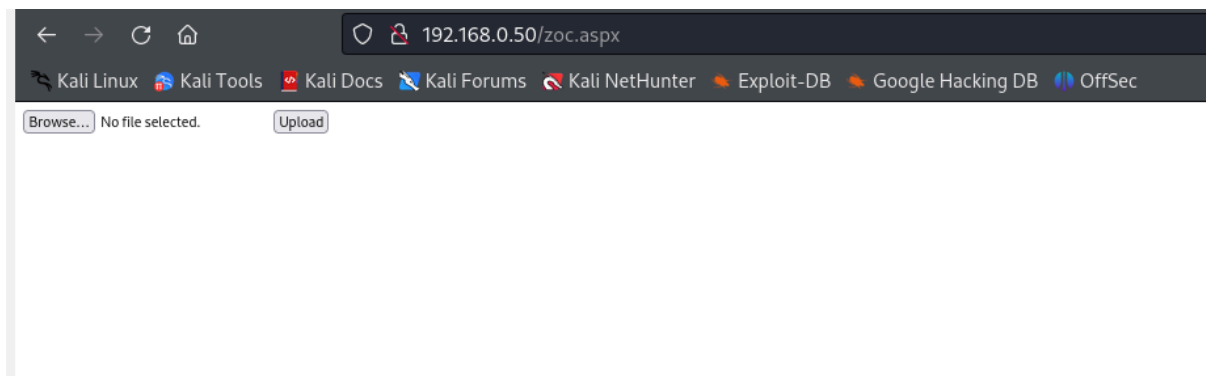 192.168.0.50/zoc.aspx
Kali Linux Kali Tools Kali Docs Kali Forums Kali NetHunter Exploit-DB Google Hacking DB OffSec
Browse... No file selected. Upload